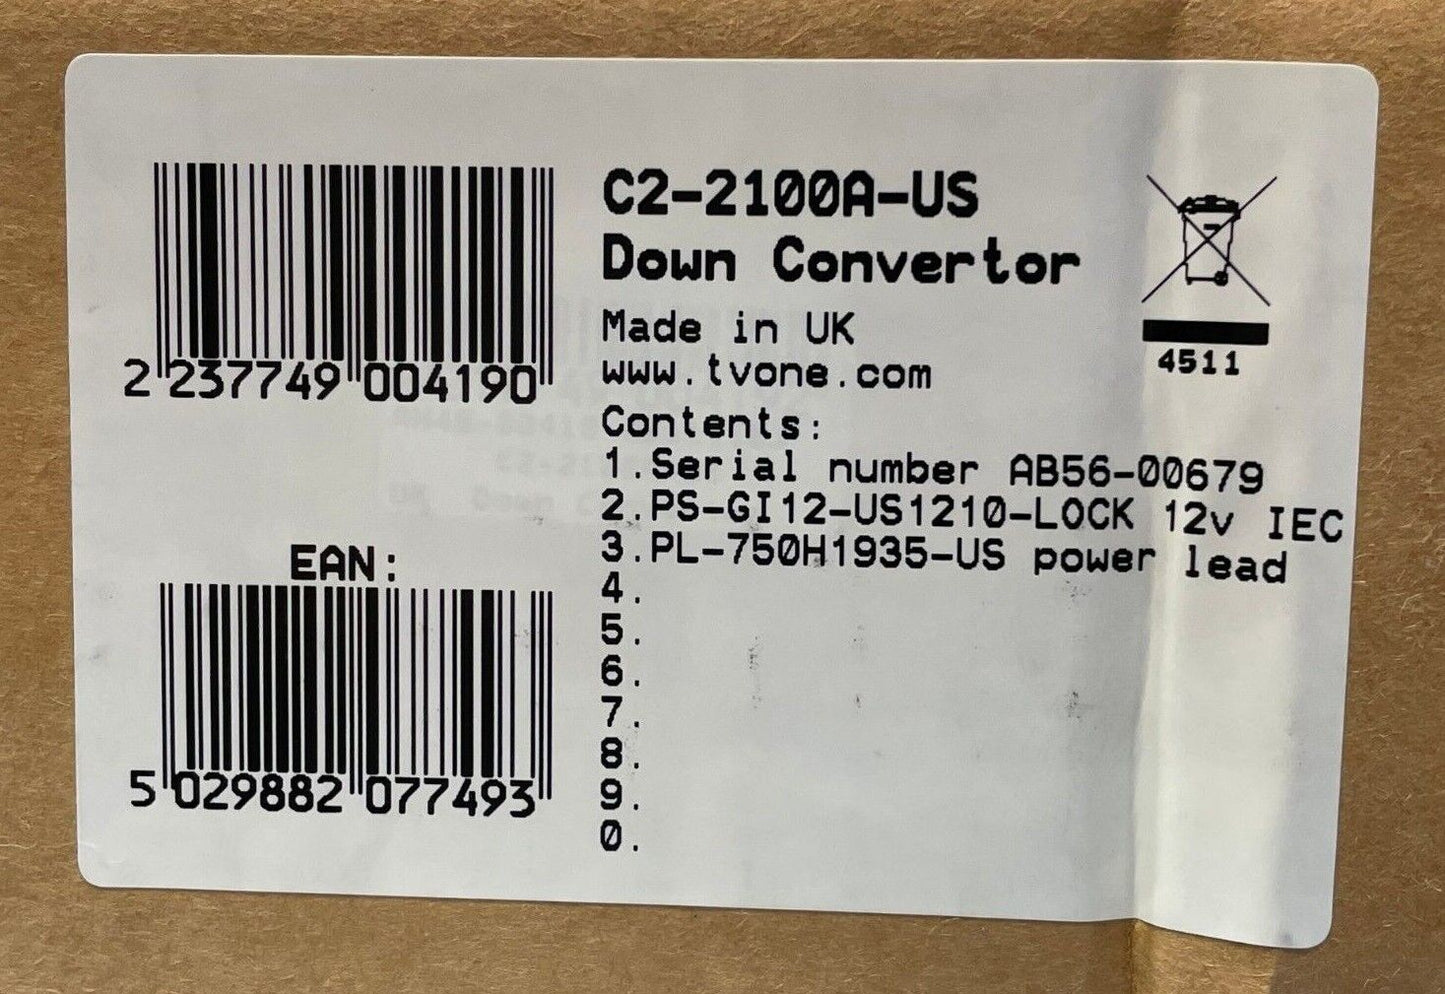 2 237749 004190
EAN:
5 029882 077493
C2-2100A-US
Down Convertor
Made in UK
www.tvone.com
Contents:
1.Serial number AB56-00679
2.PS-GI12-US1210-LOCK 12v IEC
3.PL-750H1935-US power lead
4.
5.
6.
7.
8.
9.
0.
4511